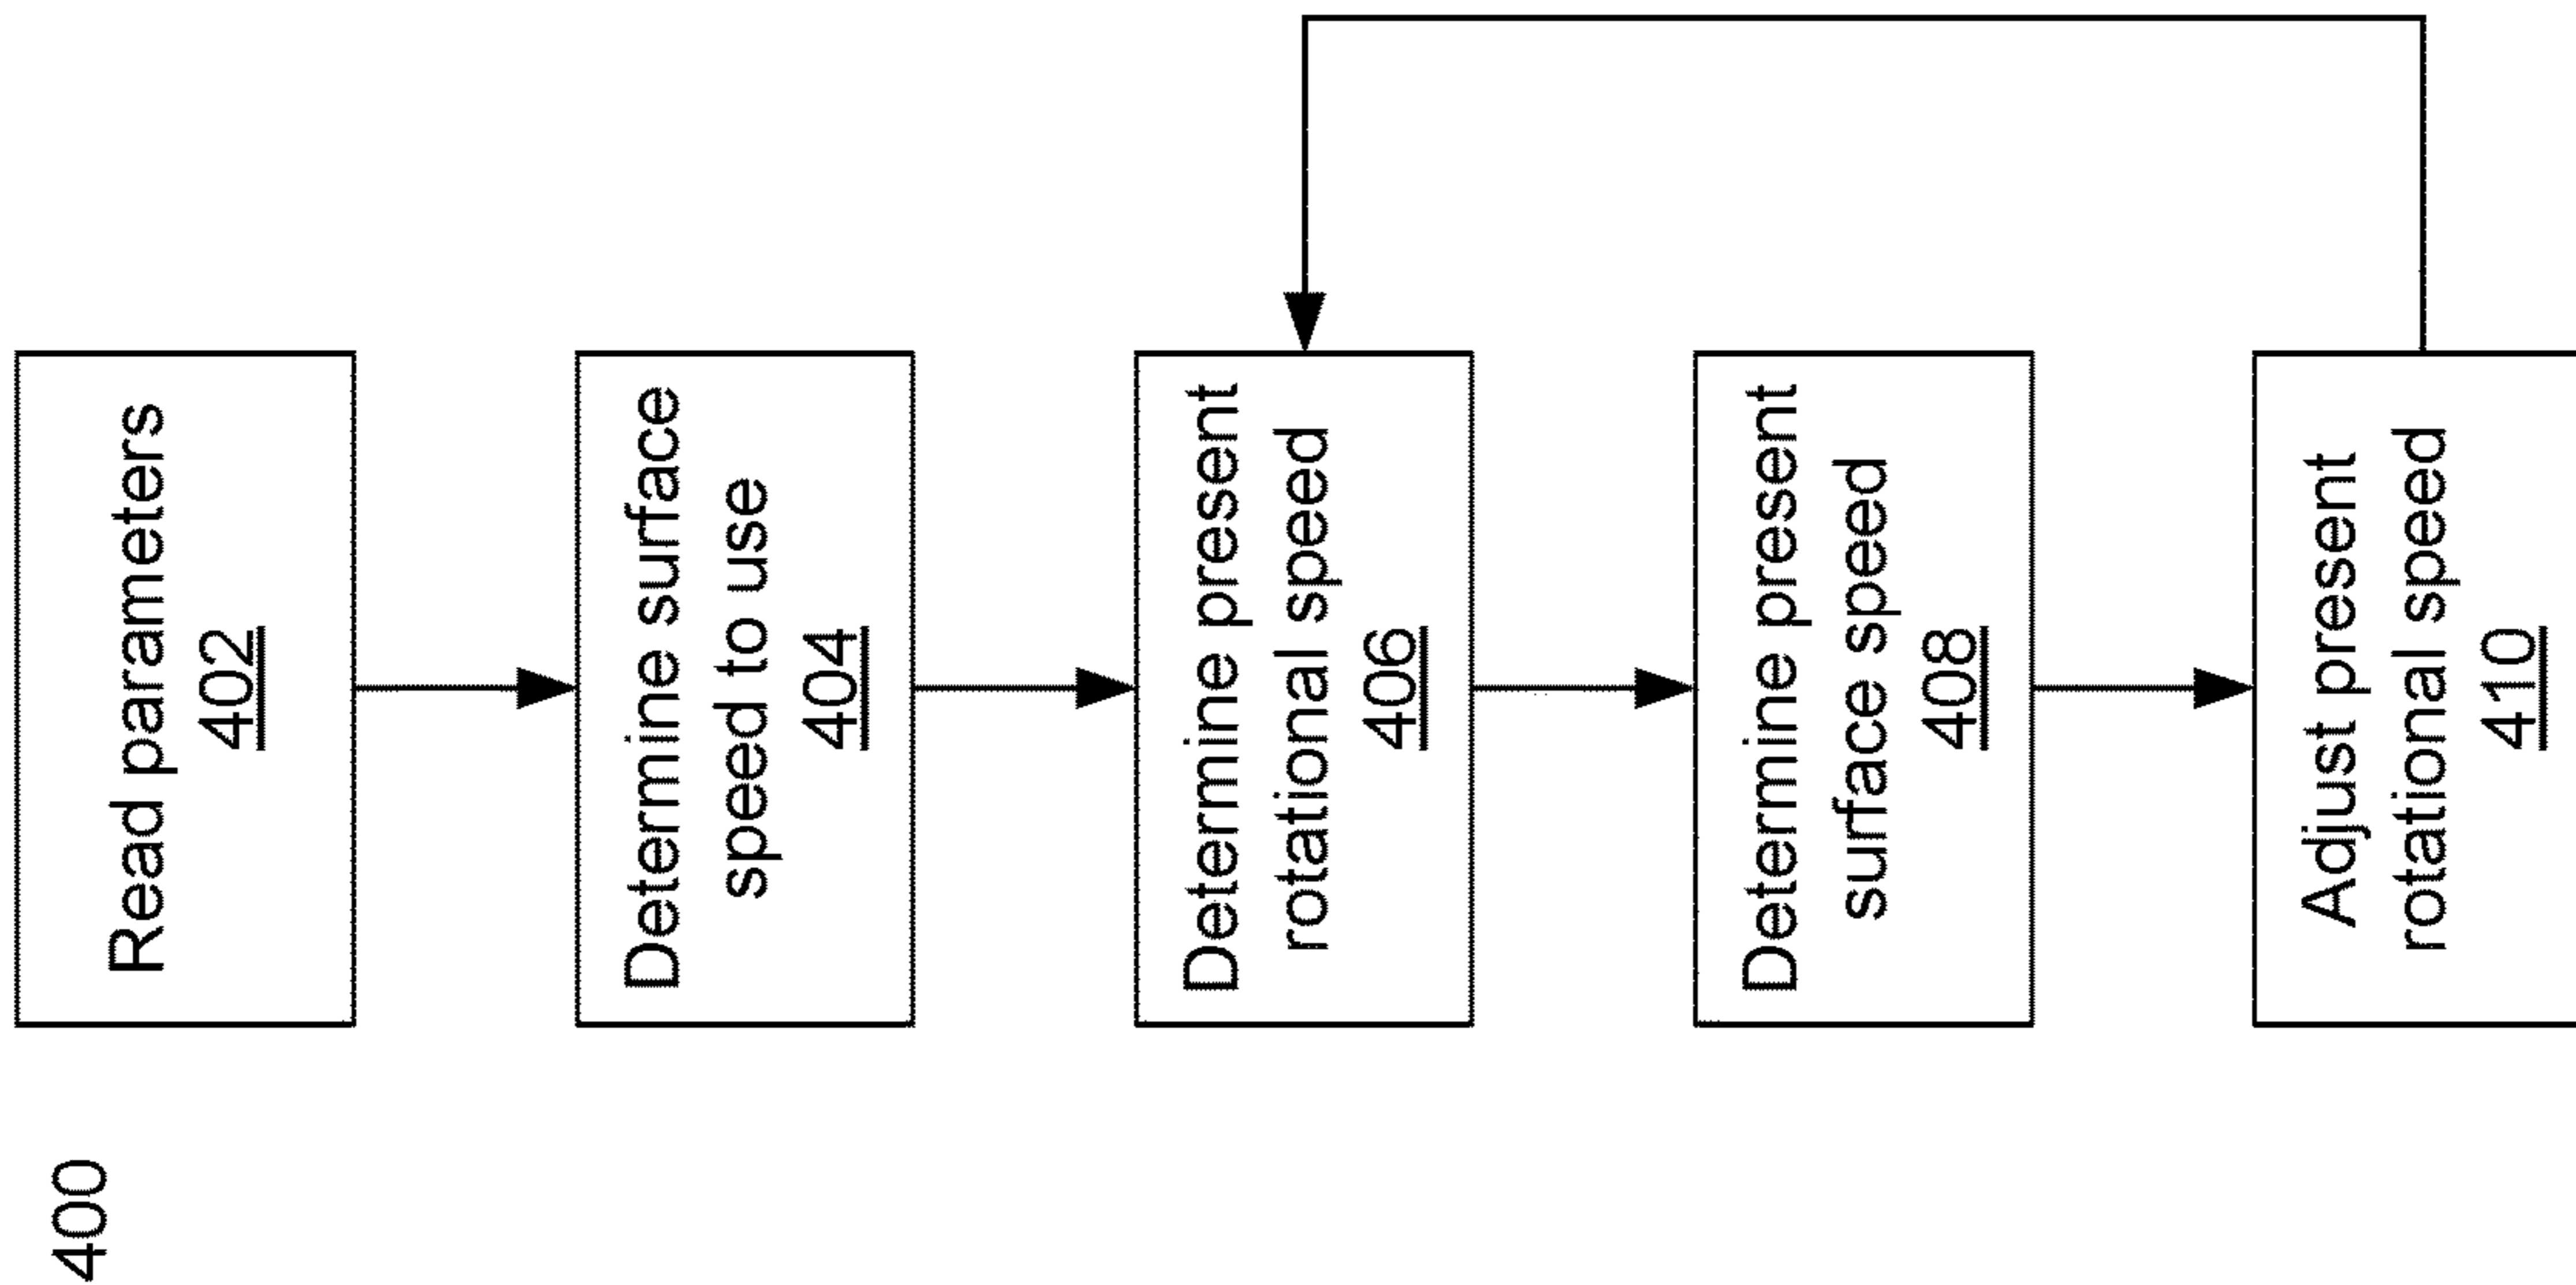 400
Read parameters
402
Determine surface
speed to use
404
Determine present
rotational speed
406
Determine present
surface speed
408
Adjust present
rotational speed
410